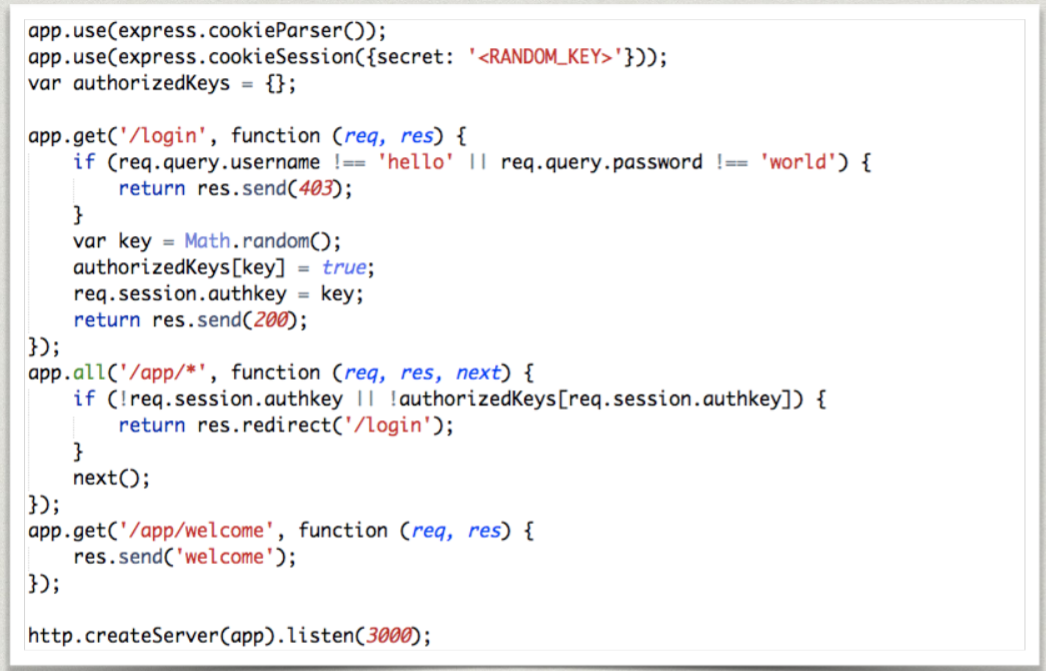 app.use(express.cookieParser());
app.use(express.cookieSession({secret: '<RANDOM_KEY>'}));
var authorizedKeys = {};

app.get('/login', function (req, res) {
    if (req.query.username !== 'hello' || req.query.password !== 'world') {
        return res.send(403);
    }
    var key = Math.random();
    authorizedKeys[key] = true;
    req.session.authkey = key;
    return res.send(200);
});
app.all('/app/*', function (req, res, next) {
    if (!req.session.authkey || !authorizedKeys[req.session.authkey]) {
        return res.redirect('/login');
    }
    next();
});
app.get('/app/welcome', function (req, res) {
    res.send('welcome');
});

http.createServer(app).listen(3000);